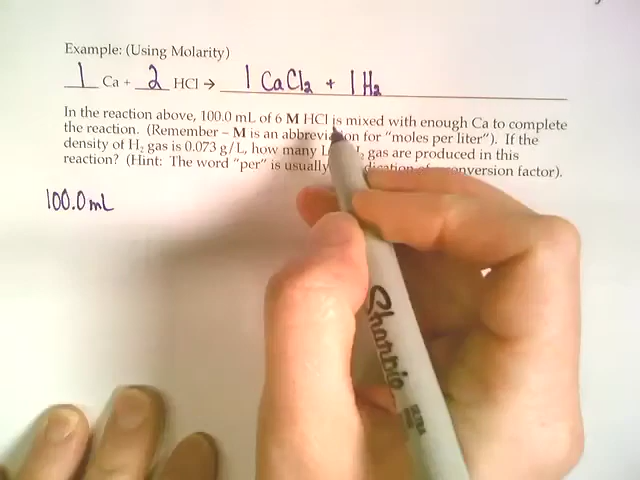 Example: (Using Molarity)
1 Ca + 2 HCl → 1 CaCl₂ + 1 H₂
In the reaction above, 100.0 mL of 6 M HCl is mixed with enough Ca to complete
the reaction. (Remember – M is an abbreviation for "moles per liter"). If the
density of H₂ gas is 0.073 g/L, how many L gas are produced in this
reaction? (Hint: The word "per" is usually conversion factor).
100.0 mL
Sharpie